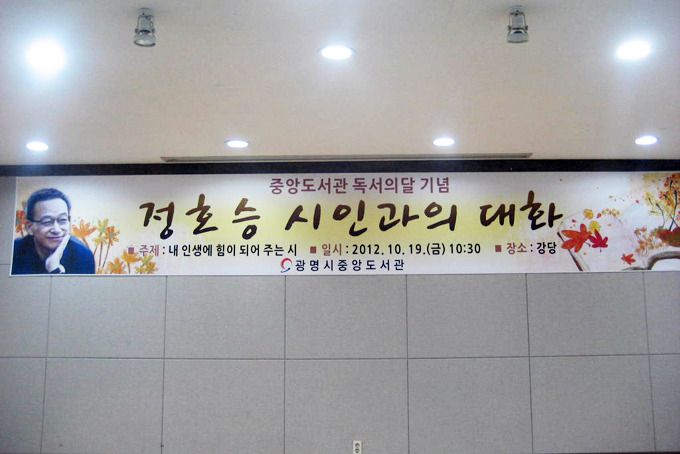 중앙도서관 독서의달 기념
정호승 시인과의 대화
■ 주제 : 내 인생에 힘이 되어 주는 시 ■ 일시 : 2012. 10. 19.(금) 10:30 ■ 장소 : 강당
광명시중앙도서관